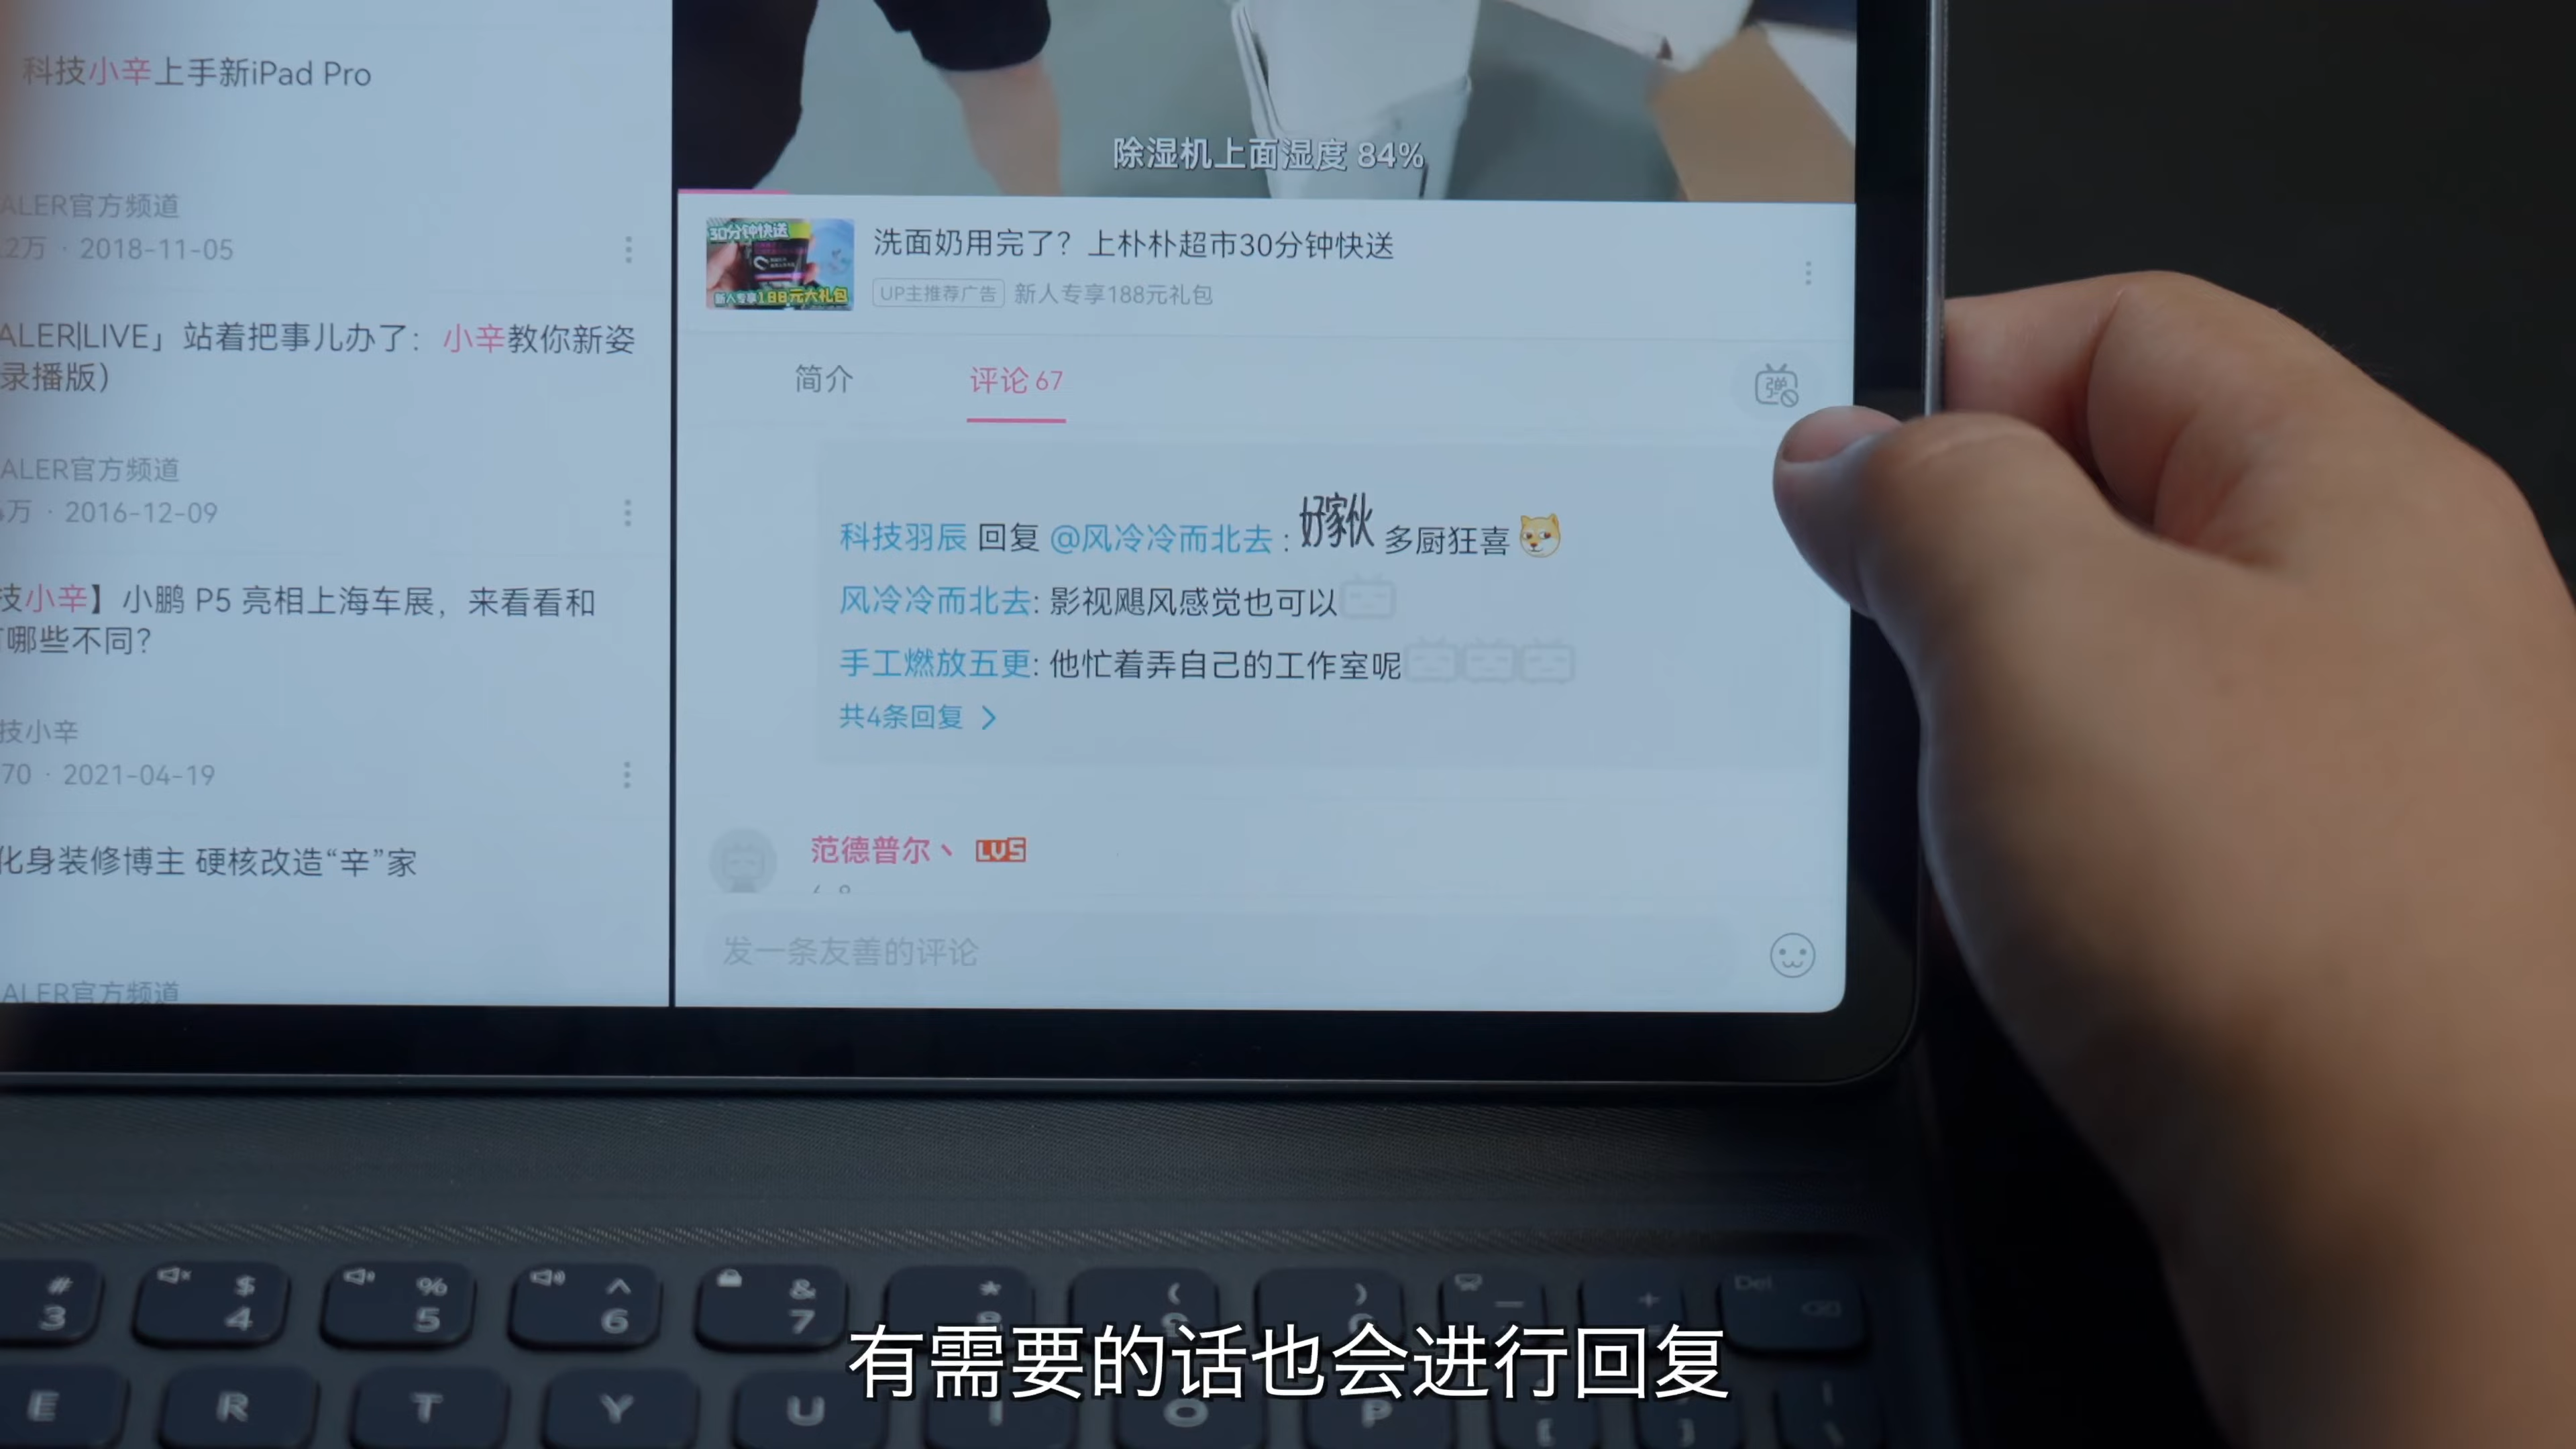 科技小辛上手新iPad Pro
ALER官方频道
2万 · 2018-11-05
ALER|LIVE」站着把事儿办了：小辛教你新姿
录播版）
ALER官方频道
万 · 2016-12-09
技小辛】小鹏 P5 亮相上海车展，来看看和
哪些不同？
技小辛
70 · 2021-04-19
化身装修博主 硬核改造“辛”家
ALER官方频道
除湿机上面湿度 84%
30分钟快送
新人专享188元大礼包
洗面奶用完了？上朴朴超市30分钟快送
UP主推荐广告 新人专享188元礼包
简介 评论 67
弹
科技羽辰 回复 @风冷冷而北去 : 好家伙 多厨狂喜
风冷冷而北去: 影视飓风感觉也可以
手工燃放五更: 他忙着弄自己的工作室呢
共4条回复 >
范德普尔丶 LV5
发一条友善的评论
# $ % ^ & * ( ) _ + Del
3 4 5 6 7
E R T Y U I O P
有需要的话也会进行回复